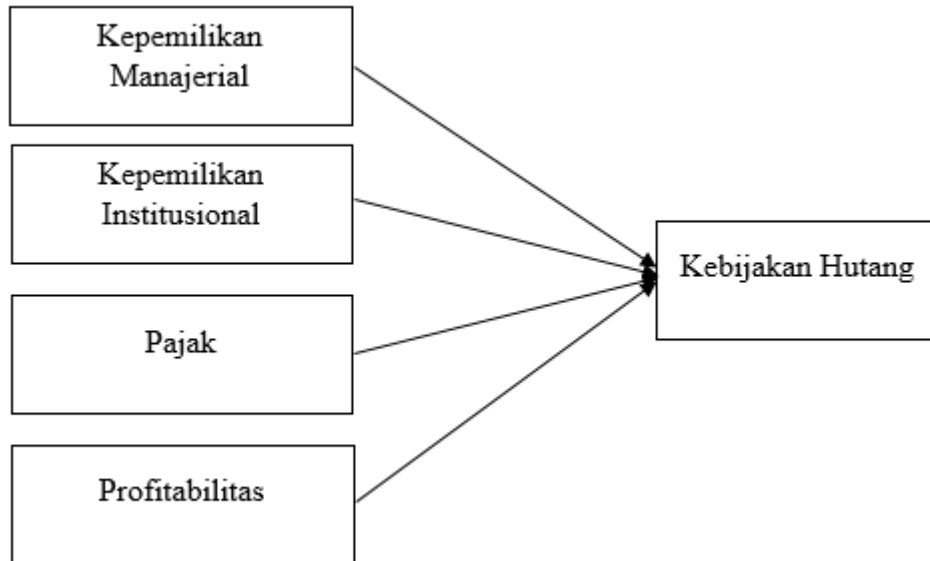 Kepemilikan
Manajerial
Kepemilikan
Institusional
Pajak
Profitabilitas
Kebijakan Hutang